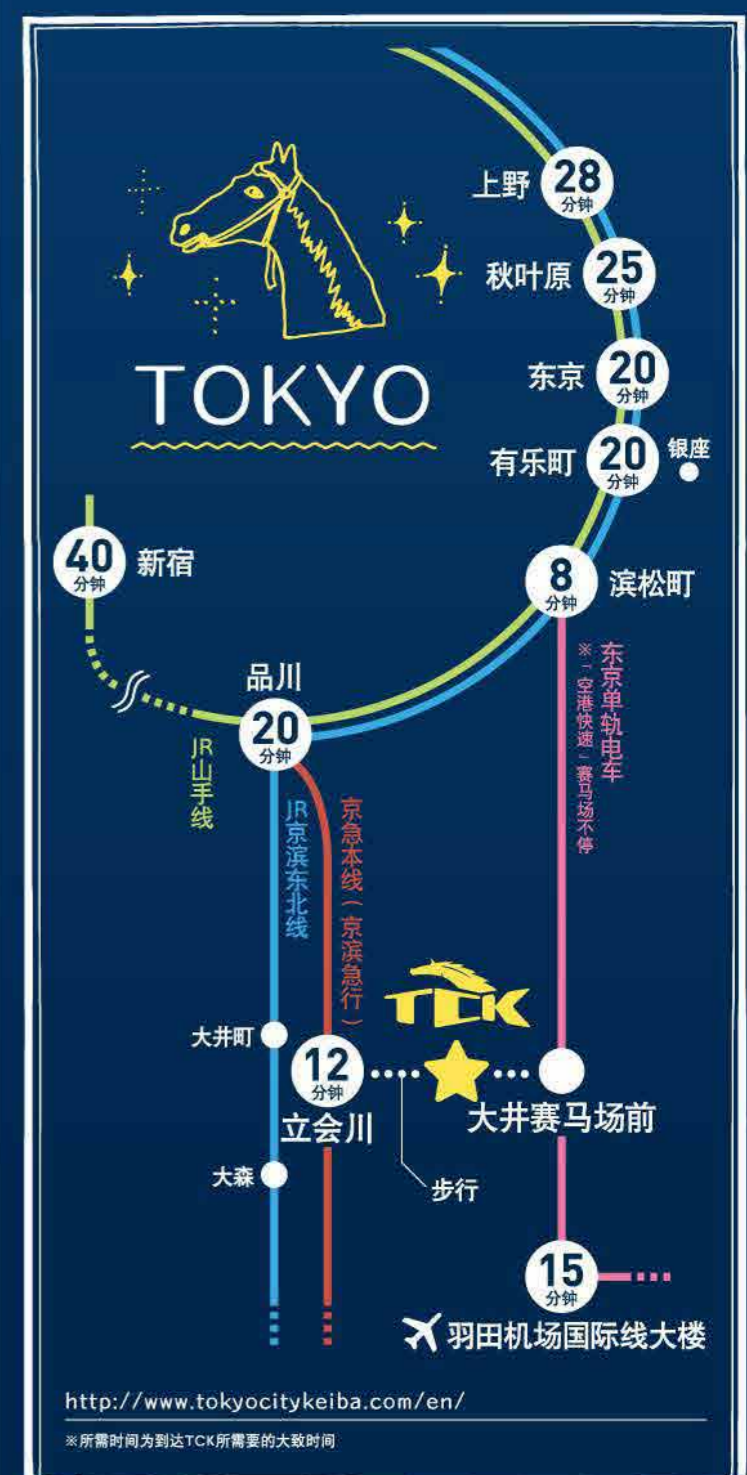 上野
28
分钟
秋叶原
25
分钟
东京
20
分钟
TOKYO
有乐町
20
分钟
银座
40
分钟
新宿
8
分钟
滨松町
品川
20
分钟
东京单轨电车
※「空港快速」赛马场不停
JR山手线
JR京滨东北线
京急本线(京滨急行)
TCK
大井町
12
分钟
立会川
大井赛马场前
大森
步行
15
分钟
羽田机场国际线大楼
http://www.tokyocitykeiba.com/en/
※所需时间为到达TCK所需要的大致时间